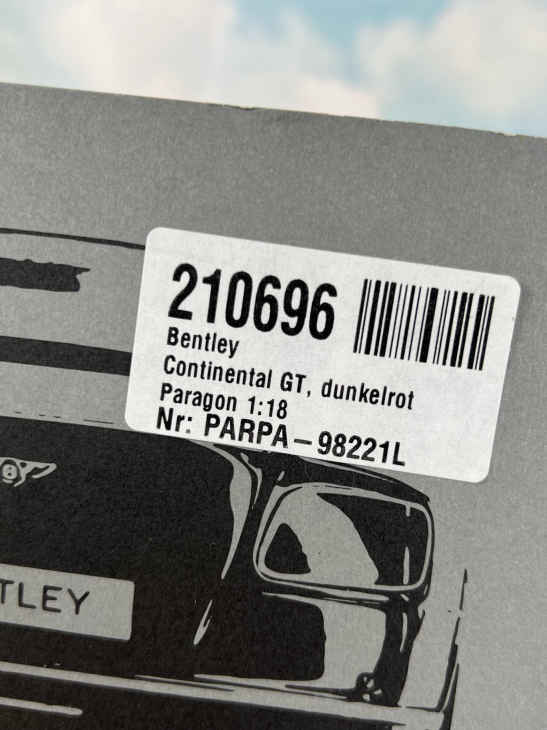 210696
Bentley
Continental GT, dunkelrot
Paragon 1:18
Nr: PARPA-98221L
TLEY